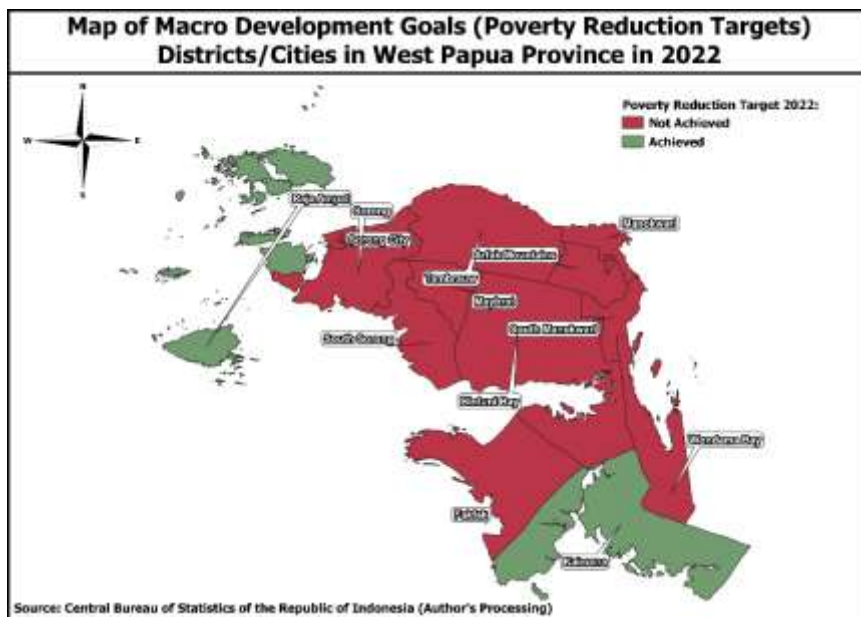 Map of Macro Development Goals (Poverty Reduction Targets)
Districts/Cities in West Papua Province in 2022
N
W
E
S
Poverty Reduction Target 2022:
Not Achieved
Achieved
Raja Ampat
Sorong
Manokwari
Sorong City
Arfak Mountains
Tambrauw
Maybrat
South Manokwari
South Sorong
Bintuni Bay
Wondama Bay
Fakfak
Kaimana
Source: Central Bureau of Statistics of the Republic of Indonesia (Author's Processing)